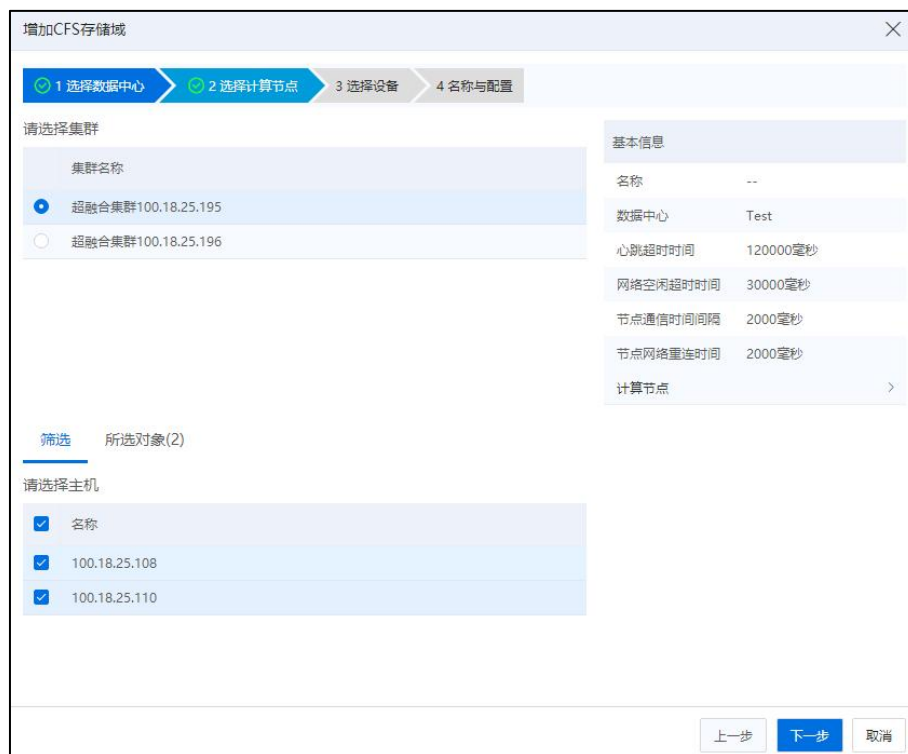 增加CFS存储域
1 选择数据中心 2 选择计算节点 3 选择设备 4 名称与配置
请选择集群
集群名称
超融合集群100.18.25.195
超融合集群100.18.25.196
基本信息
名称 --
数据中心 Test
心跳超时时间 120000毫秒
网络空闲超时时间 30000毫秒
节点通信时间间隔 2000毫秒
节点网络重连时间 2000毫秒
计算节点
筛选 所选对象(2)
请选择主机
名称
100.18.25.108
100.18.25.110
上一步 下一步 取消